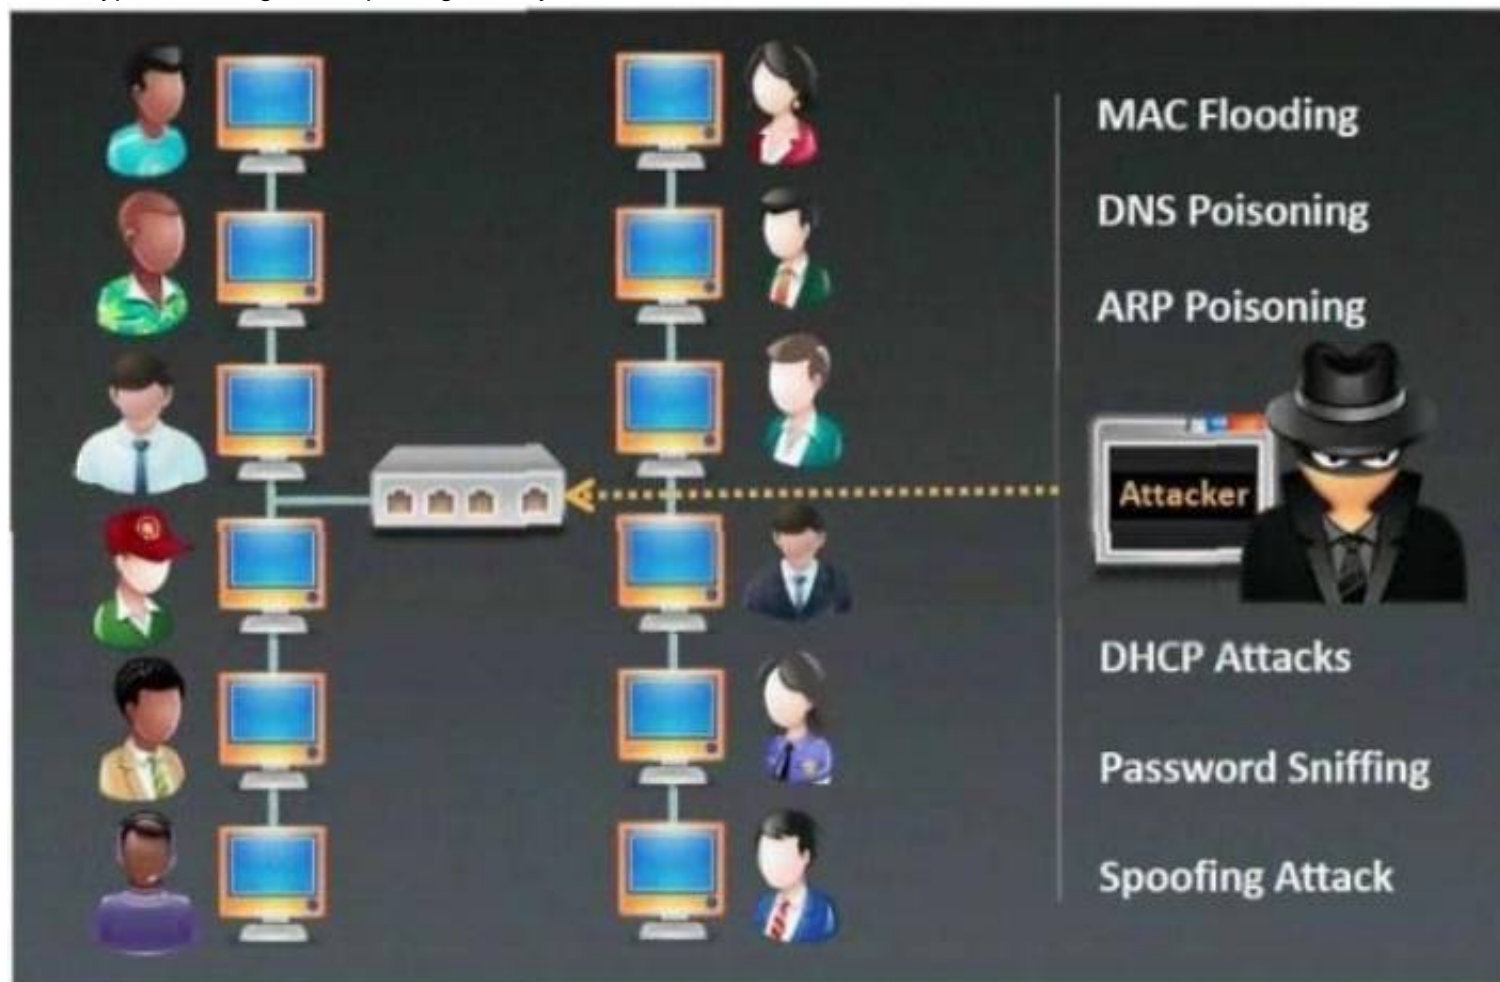 MAC Flooding
DNS Poisoning
ARP Poisoning
Attacker
DHCP Attacks
Password Sniffing
Spoofing Attack